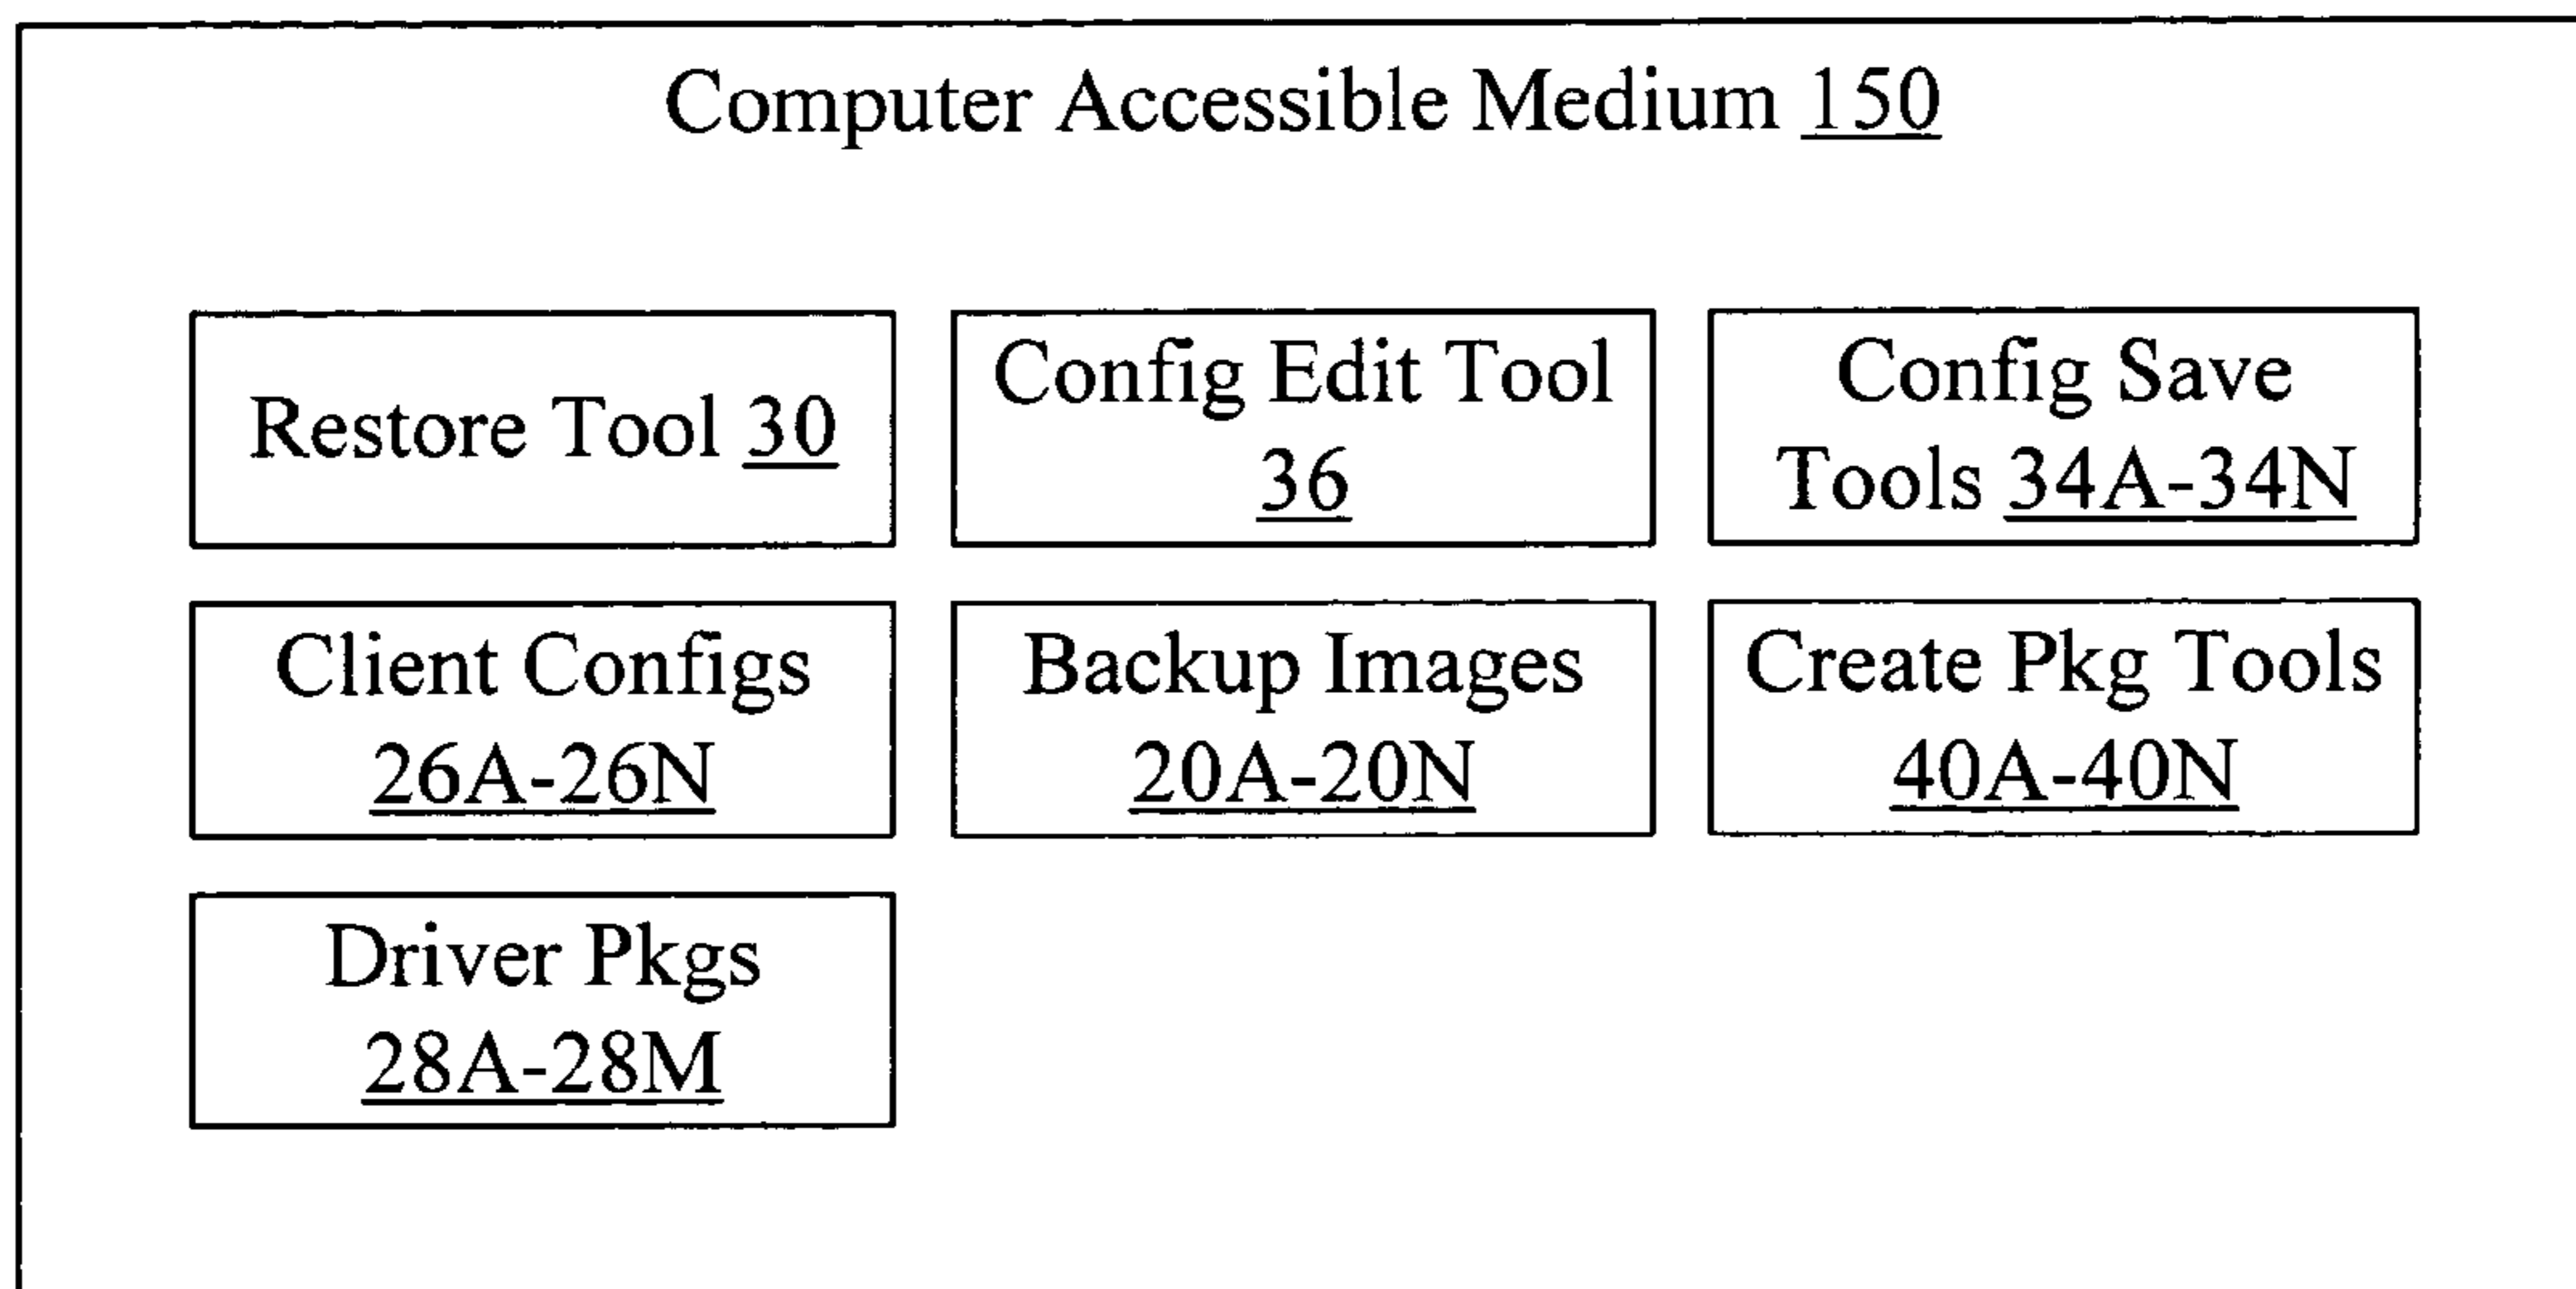 Computer Accessible Medium 150
Restore Tool 30
Config Edit Tool
36
Config Save
Tools 34A-34N
Client Configs
26A-26N
Backup Images
20A-20N
Create Pkg Tools
40A-40N
Driver Pkgs
28A-28M